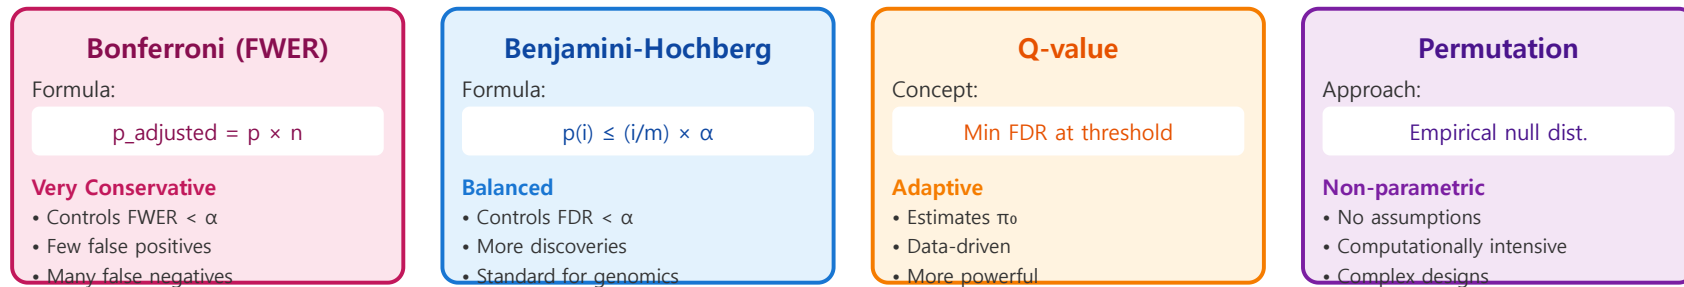 Bonferroni (FWER)
Formula:
p_adjusted = p × n
Very Conservative
• Controls FWER < α
• Few false positives
• Many false negatives
Benjamini-Hochberg
Formula:
p(i) ≤ (i/m) × α
Balanced
• Controls FDR < α
• More discoveries
• Standard for genomics
Q-value
Concept:
Min FDR at threshold
Adaptive
• Estimates π₀
• Data-driven
• More powerful
Permutation
Approach:
Empirical null dist.
Non-parametric
• No assumptions
• Computationally intensive
• Complex designs